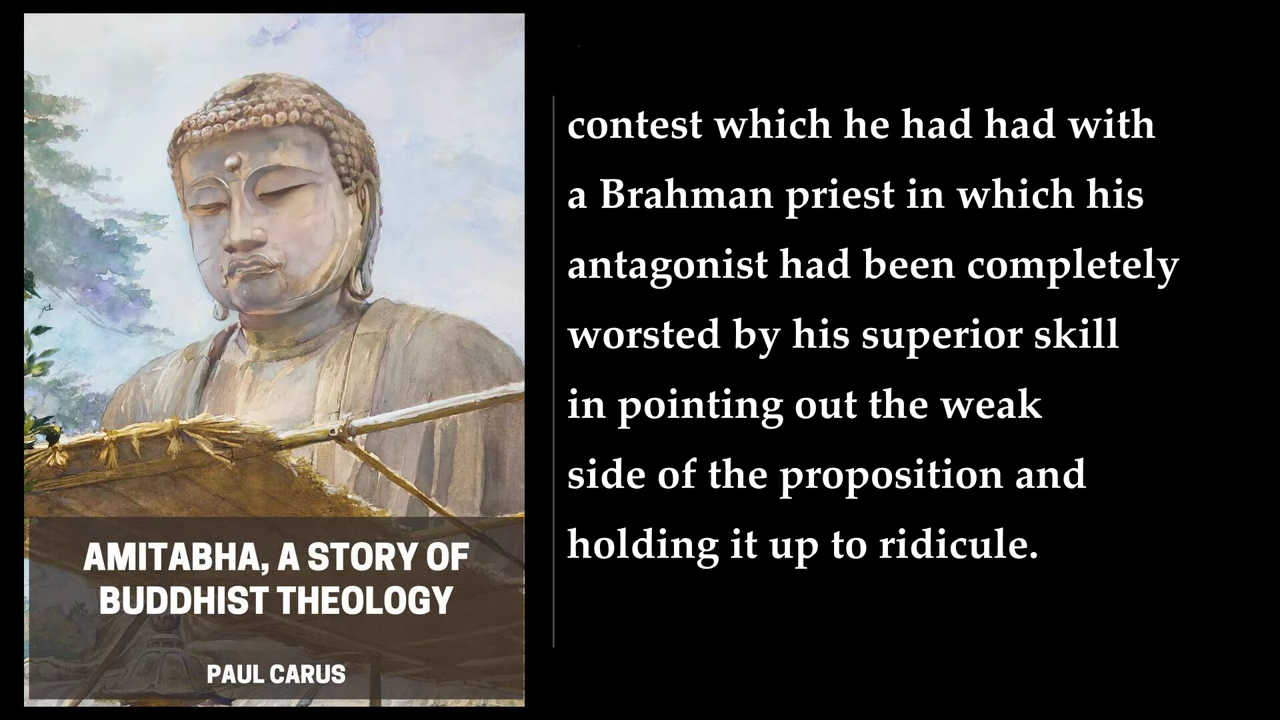 contest which he had had with
a Brahman priest in which his
antagonist had been completely
worsted by his superior skill
in pointing out the weak
side of the proposition and
holding it up to ridicule.
AMITABHA, A STORY OF
BUDDHIST THEOLOGY
PAUL CARUS